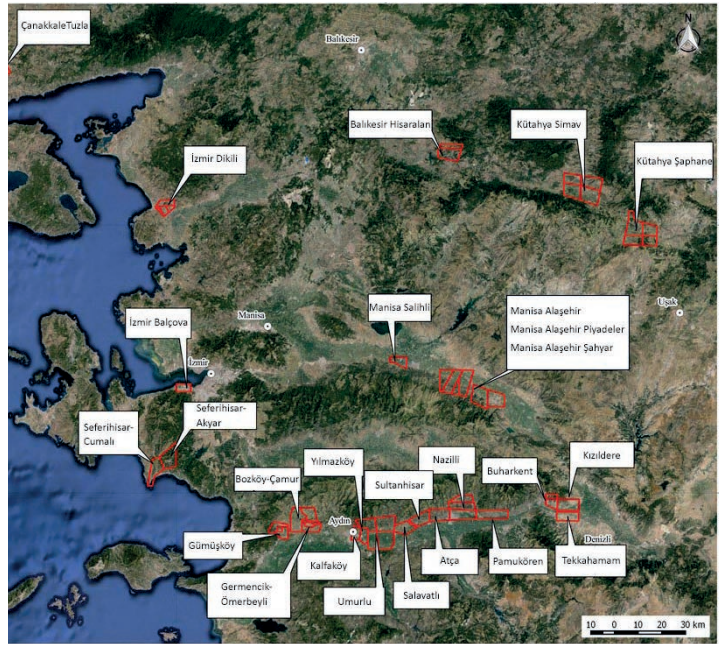 ÇanakkaleTuzla
N
Balıkesir
Balıkesir Hisaralan
Kütahya Simav
Kütahya Şaphane
İzmir Dikili
Uşak
Manisa
Manisa Salihli
Manisa Alaşehir
Manisa Alaşehir Piyadeler
Manisa Alaşehir Şahyar
İzmir Balçova
İzmir
Seferihisar-
Akyar
Seferihisar-
Cumalı
Bozköy-Çamur
Yılmazköy
Sultanhisar
Nazilli
Buharkent
Kızıldere
Aydın
Denizli
Gümüşköy
Germencik-
Ömerbeyli
Kalfaköy
Umurlu
Salavatlı
Atça
Pamukören
Tekkahamam
10 0 10 20 30 km